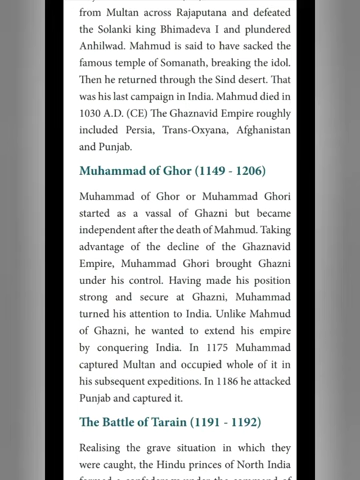 from Multan across Rajaputana and defeated
the Solanki king Bhimadeva I and plundered
Anhilwad. Mahmud is said to have sacked the
famous temple of Somanath, breaking the idol.
Then he returned through the Sind desert. That
was his last campaign in India. Mahmud died in
1030 A.D. (CE) The Ghaznavid Empire roughly
included Persia, Trans-Oxyana, Afghanistan
and Punjab.
Muhammad of Ghor (1149 - 1206)
Muhammad of Ghor or Muhammad Ghori
started as a vassal of Ghazni but became
independent after the death of Mahmud. Taking
advantage of the decline of the Ghaznavid
Empire, Muhammad Ghori brought Ghazni
under his control. Having made his position
strong and secure at Ghazni, Muhammad
turned his attention to India. Unlike Mahmud
of Ghazni, he wanted to extend his empire
by conquering India. In 1175 Muhammad
captured Multan and occupied whole of it in
his subsequent expeditions. In 1186 he attacked
Punjab and captured it.
The Battle of Tarain (1191 - 1192)
Realising the grave situation in which they
were caught, the Hindu princes of North India
formed a confederacy under the command of